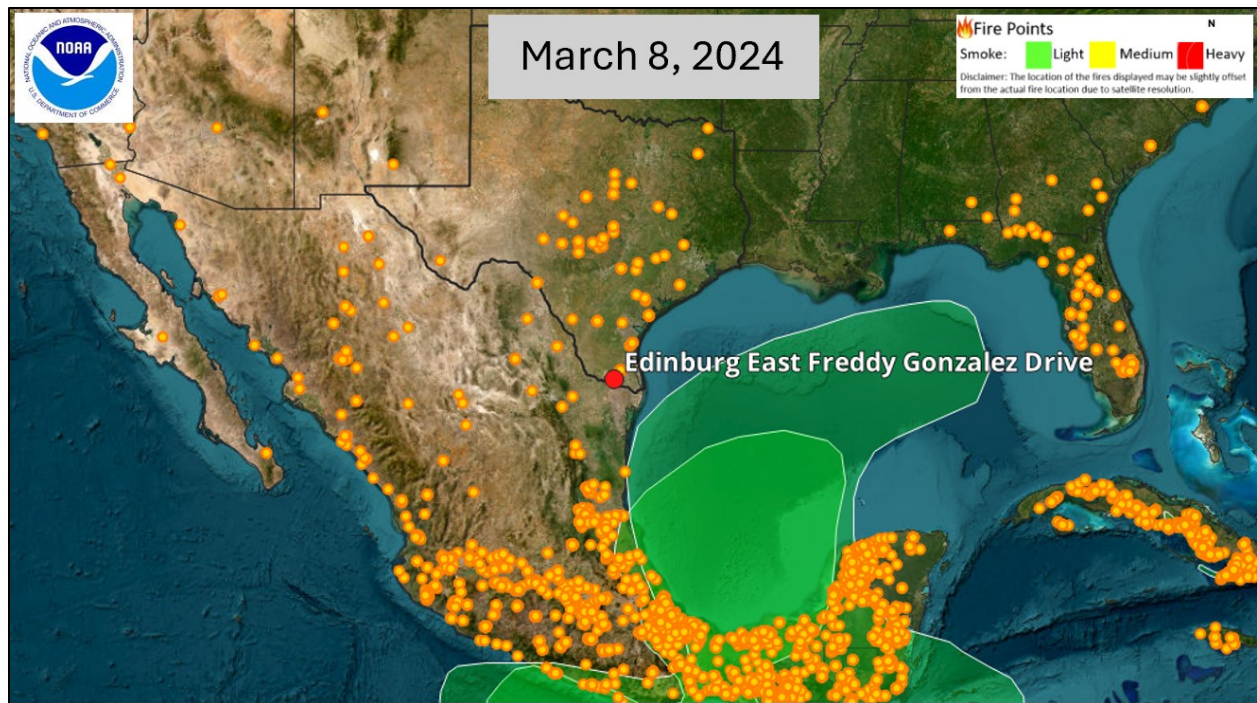 NATIONAL OCEANIC AND ATMOSPHERIC ADMINISTRATION
NOAA
U.S. DEPARTMENT OF COMMERCE
March 8, 2024
Fire Points
N
Smoke: Light Medium Heavy
Disclaimer: The location of the fires displayed may be slightly offset
from the actual fire location due to satellite resolution.
Edinburg East Freddy Gonzalez Drive